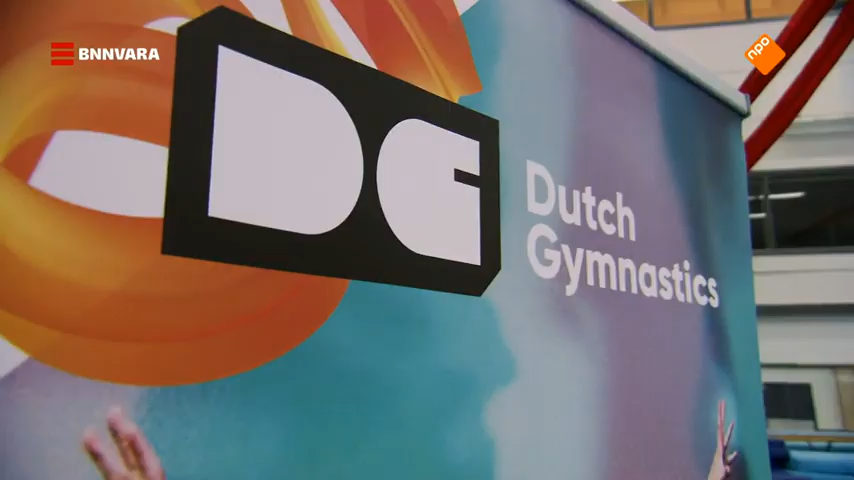 BNNVARA
npo
DG
Dutch
Gymnastics